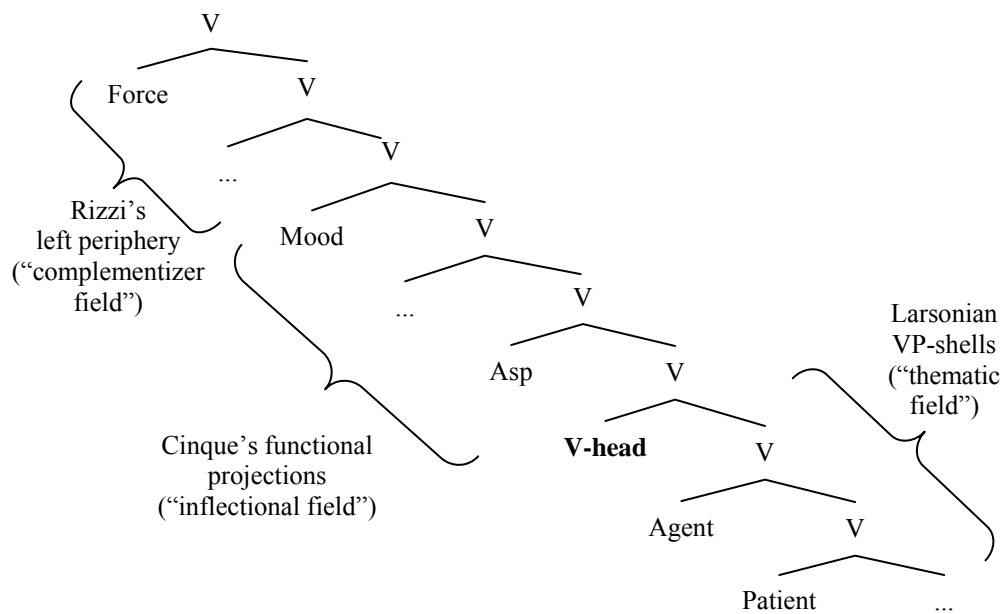 V
Force
V
...
V
Rizzi’s
left periphery
(“complementizer
field”)
Mood
V
...
V
Larsonian
VP-shells
(“thematic
field”)
Asp
V
Cinque’s functional
projections
(“inflectional field”)
V-head
V
Agent
V
Patient
...